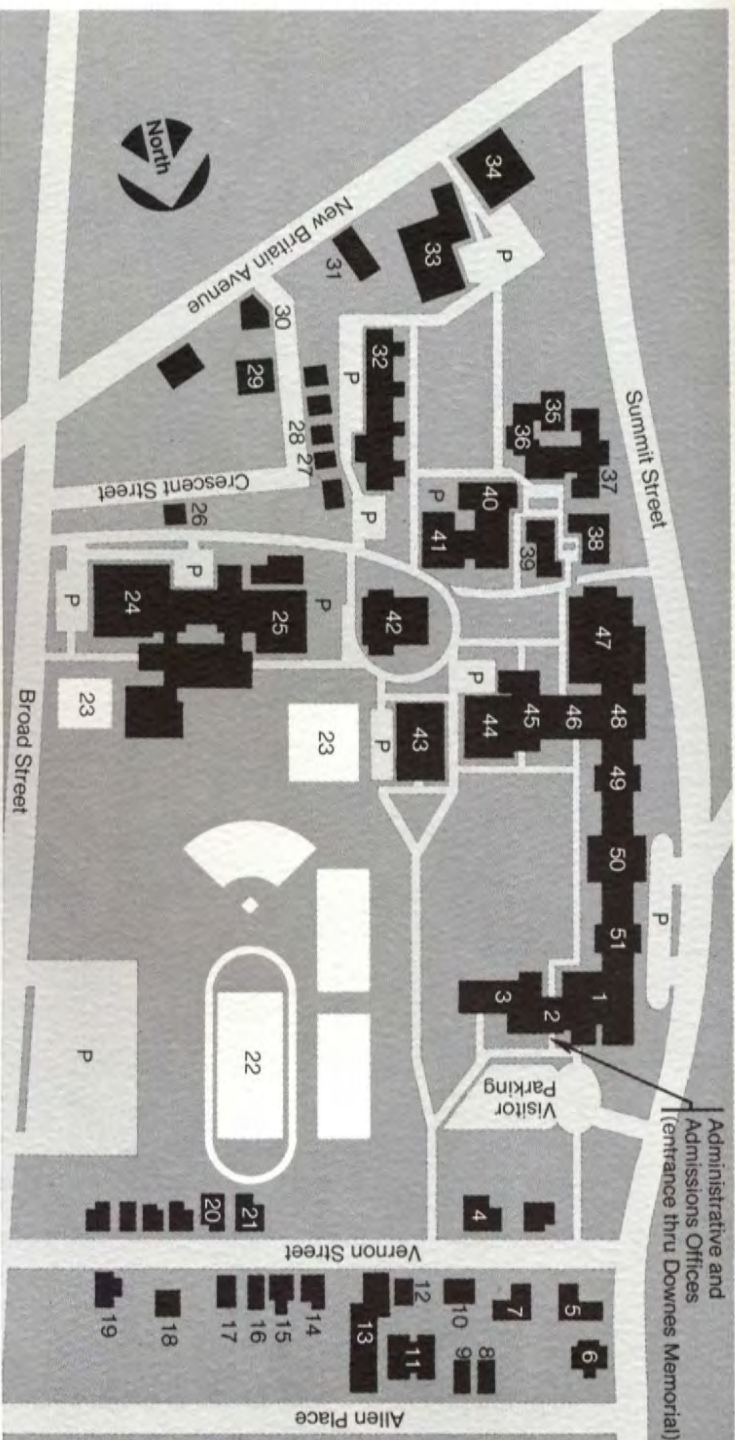 North
New Britain Avenue
Summit Street
Crescent Street
Broad Street
Vernon Street
Allen Place
Visitor
Parking
Administrative and
Admissions Offices
(entrance thru Downes Memorial)
34
33
P
31
30
29
32
P
28
27
26
P
35
36
37
38
39
40
P
41
24
P
P
25
P
42
47
P
44
45
46
48
23
23
P
43
49
50
P
51
1
2
3
22
P
4
20
21
5
6
7
8
9
10
11
12
13
14
15
16
17
18
19